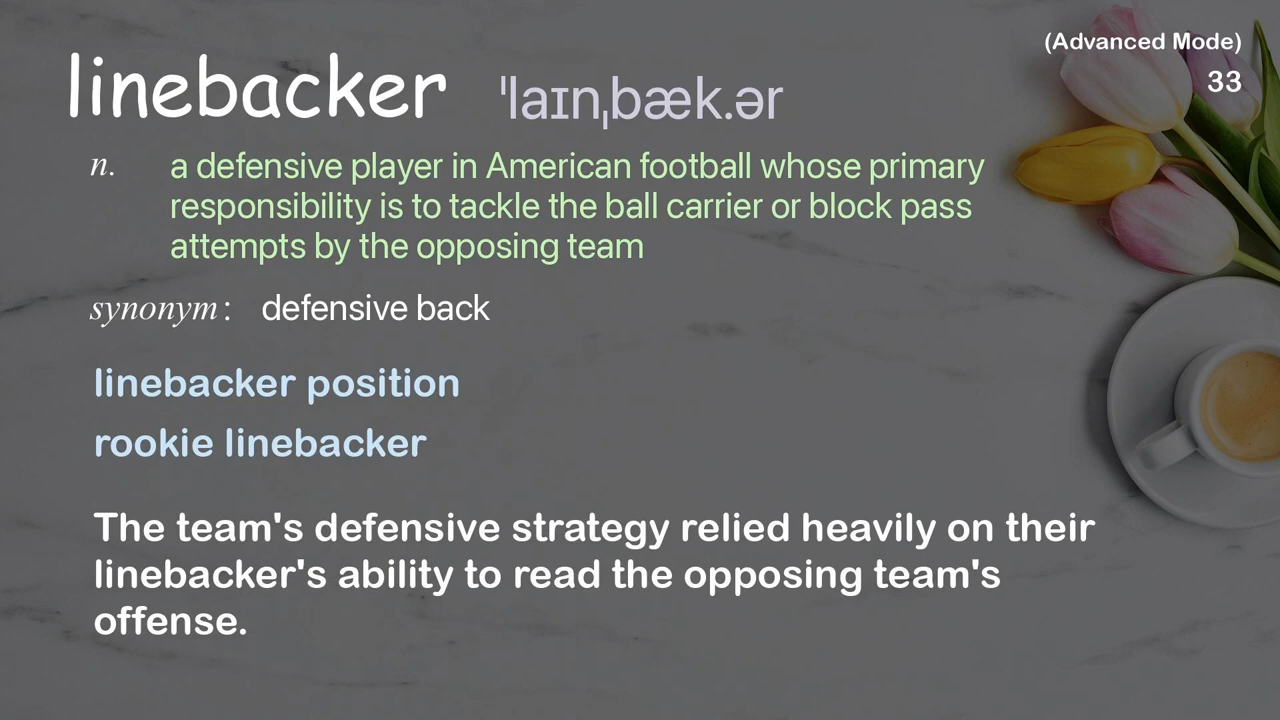 (Advanced Mode)
33
linebacker ˈlaɪnˌbæk.ər
n. a defensive player in American football whose primary
responsibility is to tackle the ball carrier or block pass
attempts by the opposing team
synonym: defensive back
linebacker position
rookie linebacker
The team's defensive strategy relied heavily on their
linebacker's ability to read the opposing team's
offense.